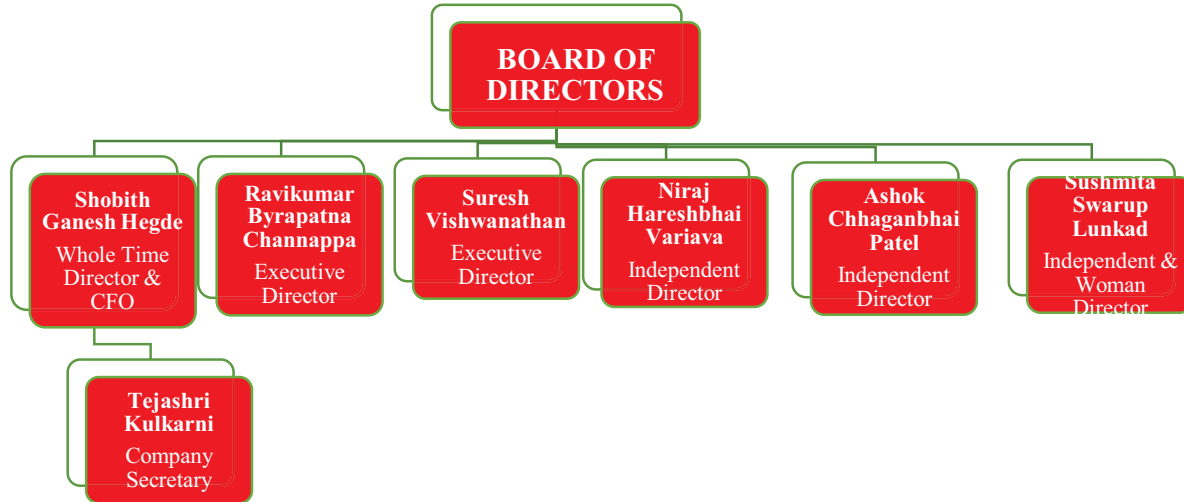 BOARD OF
DIRECTORS
Shobith
Ganesh Hegde
Whole Time
Director &
CFO
Ravikumar
Byrapatna
Channappa
Executive
Director
Suresh
Vishwanathan
Executive
Director
Niraj
Hareshbhai
Variava
Independent
Director
Ashok
Chhaganbhai
Patel
Independent
Director
Sushmita
Swarup
Lunkad
Independent &
Woman
Director
Tejashri
Kulkarni
Company
Secretary